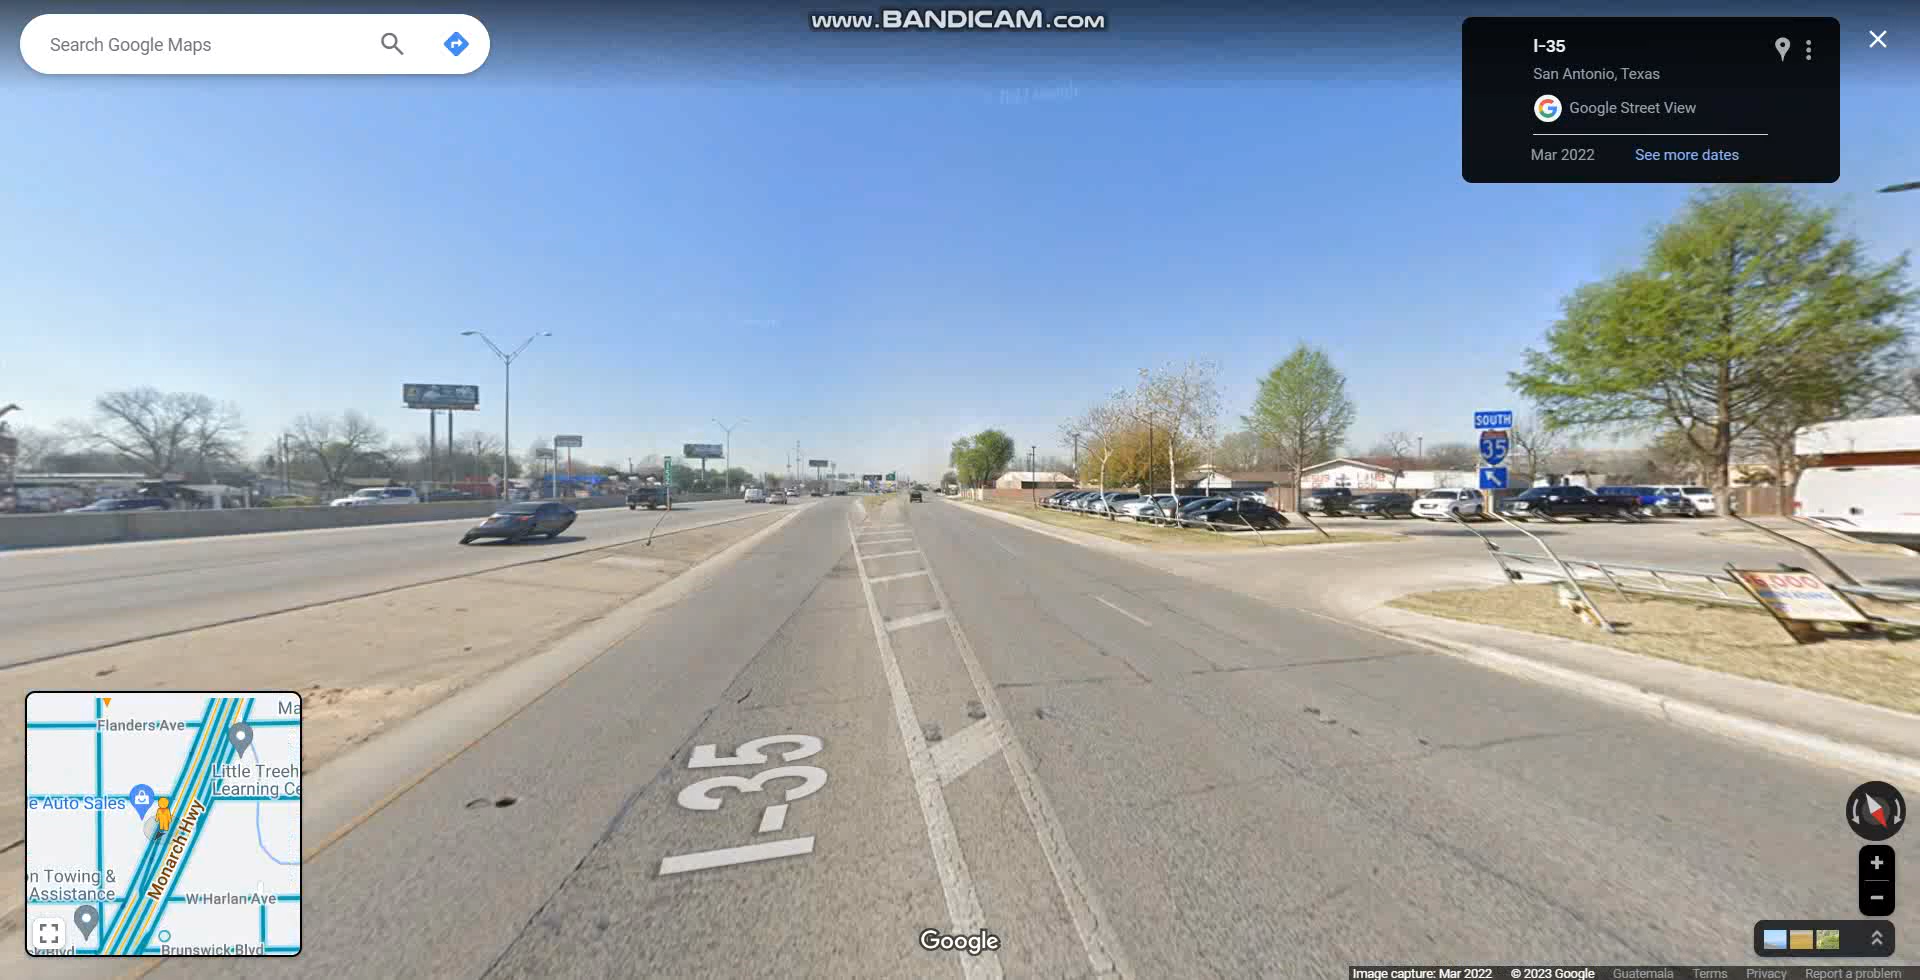 www.BANDICAM.com
Search Google Maps
I-35
San Antonio, Texas
Google Street View
Mar 2022
See more dates
SOUTH
35
I-35
Flanders Ave
Ma
Little Treeh
Learning Ce
e Auto Sales
Monarch Hwy
n Towing &
Assistance
W Harlan Ave
Brunswick Blvd
Google
Image capture: Mar 2022 © 2023 Google Guatemala Terms Privacy Report a problem